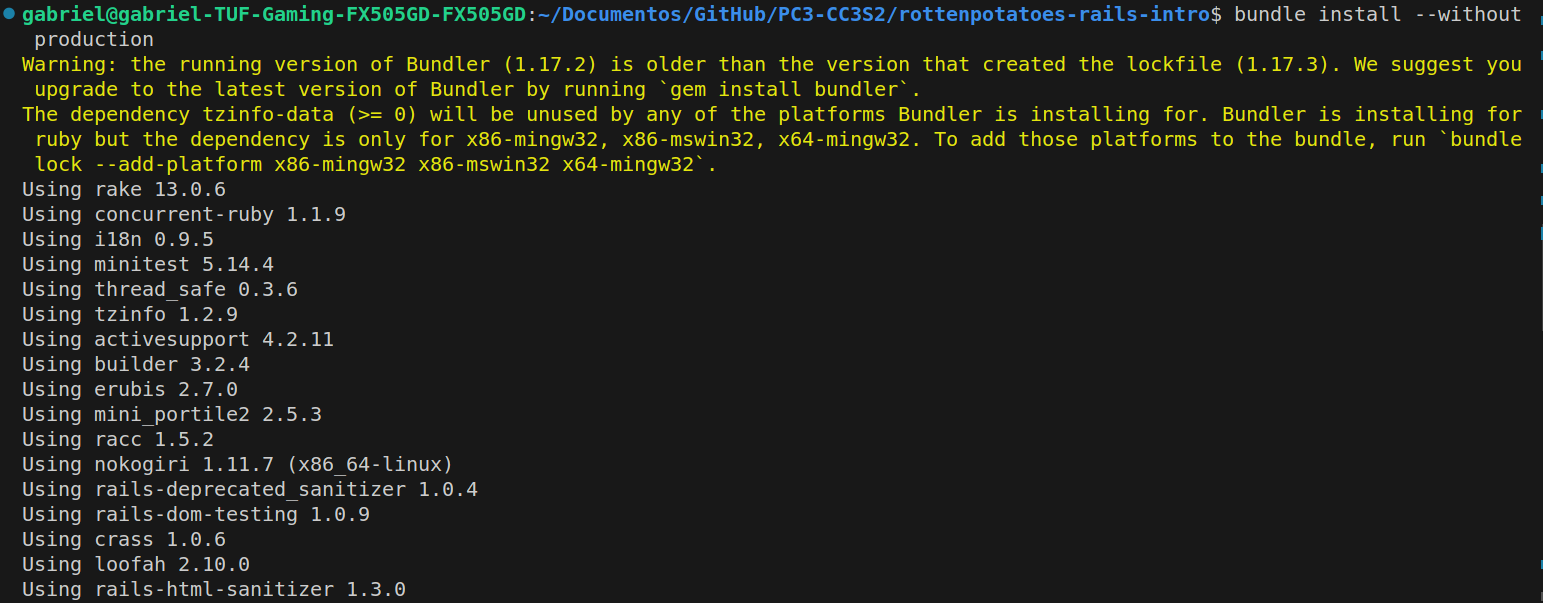 gabriel@gabriel-TUF-Gaming-FX505GD-FX505GD:~/Documentos/GitHub/PC3-CC3S2/rottenpotatoes-rails-intro$ bundle install --without
production
Warning: the running version of Bundler (1.17.2) is older than the version that created the lockfile (1.17.3). We suggest you
upgrade to the latest version of Bundler by running `gem install bundler`.
The dependency tzinfo-data (>= 0) will be unused by any of the platforms Bundler is installing for. Bundler is installing for
ruby but the dependency is only for x86-mingw32, x86-mswin32, x64-mingw32. To add those platforms to the bundle, run `bundle
lock --add-platform x86-mingw32 x86-mswin32 x64-mingw32`.
Using rake 13.0.6
Using concurrent-ruby 1.1.9
Using i18n 0.9.5
Using minitest 5.14.4
Using thread_safe 0.3.6
Using tzinfo 1.2.9
Using activesupport 4.2.11
Using builder 3.2.4
Using erubis 2.7.0
Using mini_portile2 2.5.3
Using racc 1.5.2
Using nokogiri 1.11.7 (x86_64-linux)
Using rails-deprecated_sanitizer 1.0.4
Using rails-dom-testing 1.0.9
Using crass 1.0.6
Using loofah 2.10.0
Using rails-html-sanitizer 1.3.0